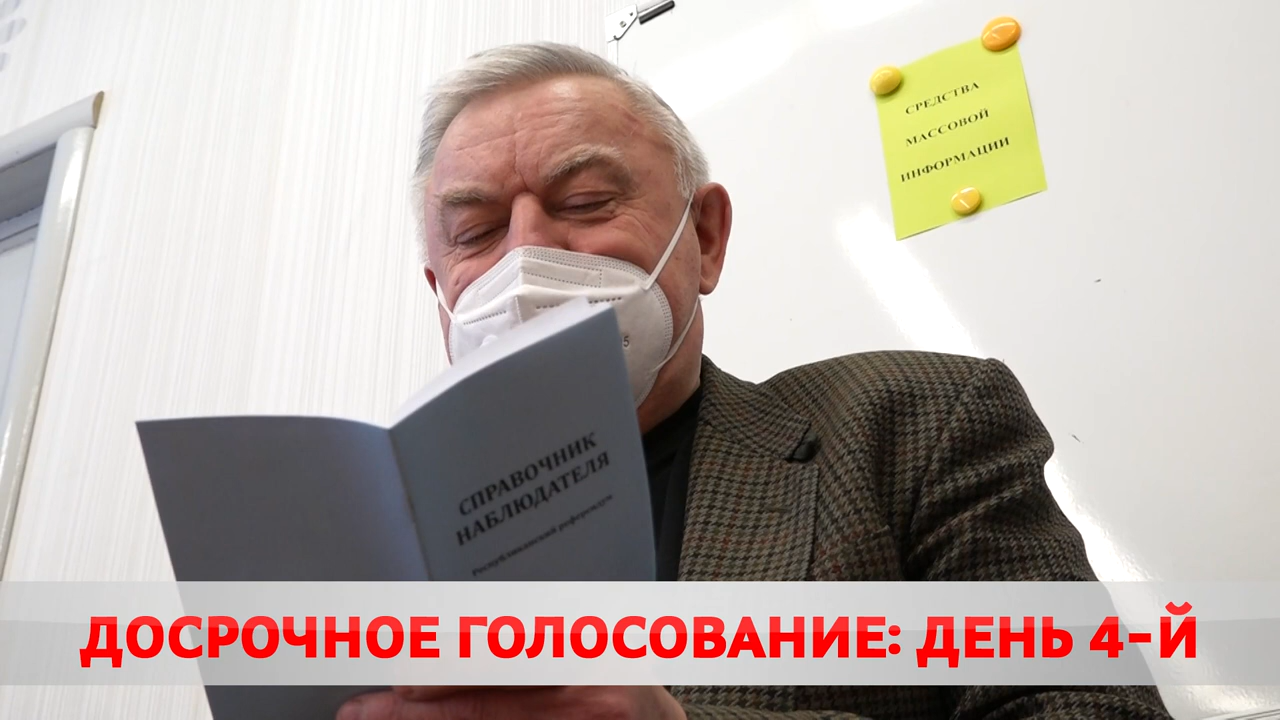 СРЕДСТВА
МАССОВОЙ
ИНФОРМАЦИИ
СПРАВОЧНИК
НАБЛЮДАТЕЛЯ
Республиканский референдум
ДОСРОЧНОЕ ГОЛОСОВАНИЕ: ДЕНЬ 4-Й